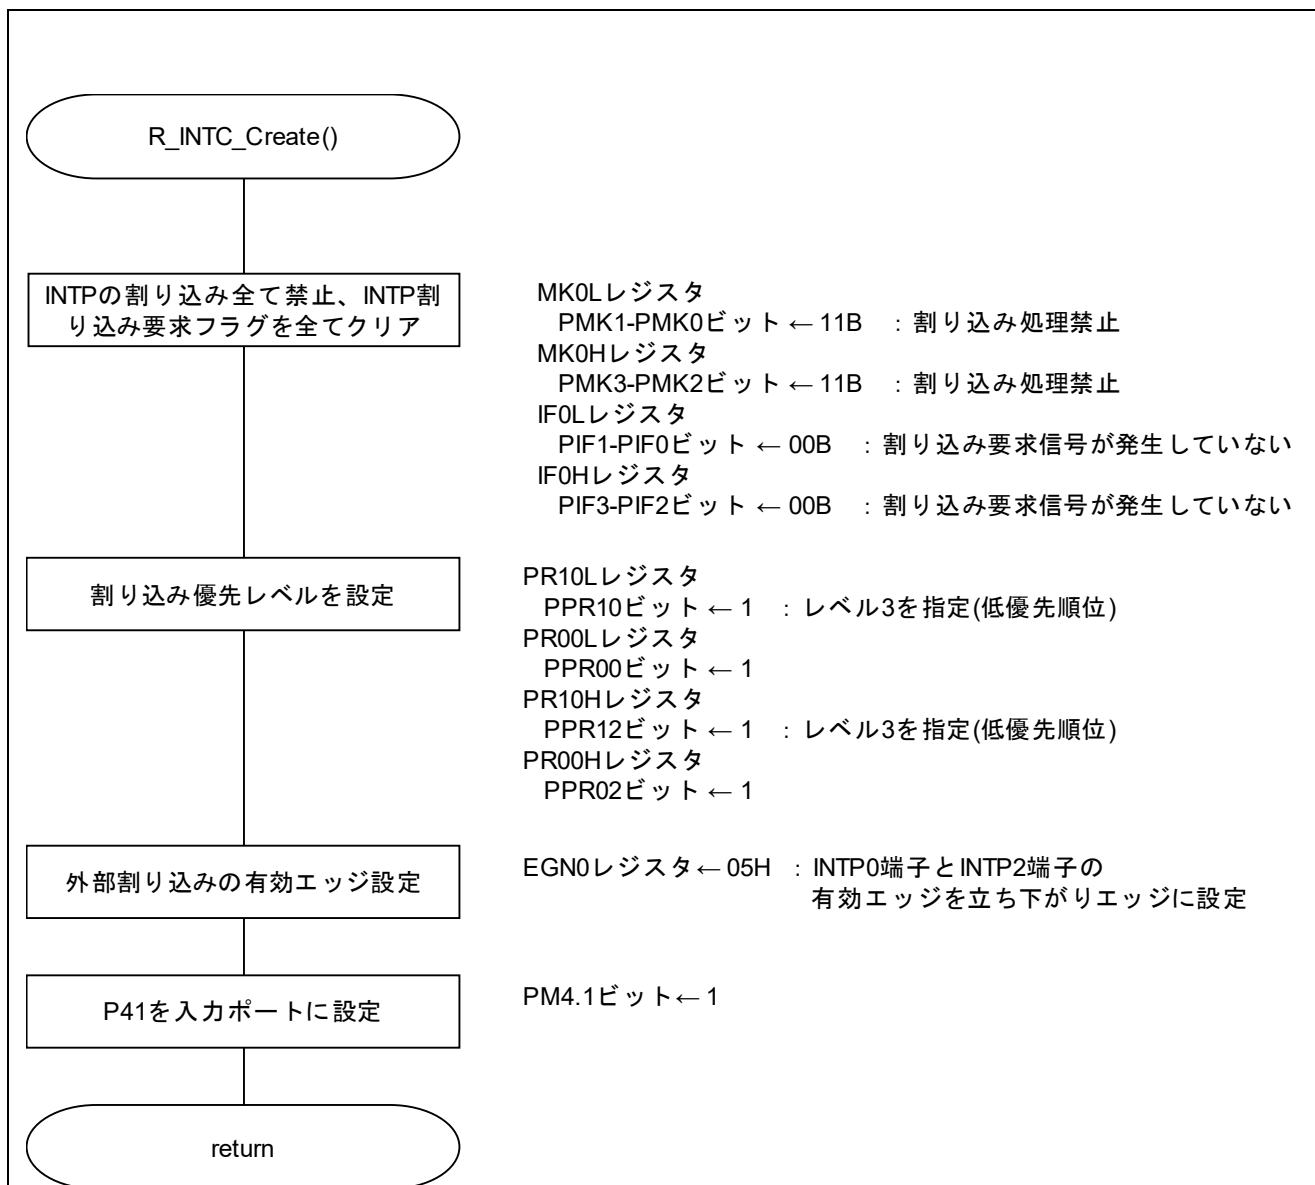 R_INTC_Create()
INTPの割り込み全て禁止、INTP割
り込み要求フラグを全てクリア
MK0Lレジスタ
PMK1-PMK0ビット ← 11B : 割り込み処理禁止
MK0Hレジスタ
PMK3-PMK2ビット ← 11B : 割り込み処理禁止
IF0Lレジスタ
PIF1-PIF0ビット ← 00B : 割り込み要求信号が発生していない
IF0Hレジスタ
PIF3-PIF2ビット ← 00B : 割り込み要求信号が発生していない
割り込み優先レベルを設定
PR10Lレジスタ
PPR10ビット ← 1 : レベル3を指定(低優先順位)
PR00Lレジスタ
PPR00ビット ← 1
PR10Hレジスタ
PPR12ビット ← 1 : レベル3を指定(低優先順位)
PR00Hレジスタ
PPR02ビット ← 1
外部割り込みの有効エッジ設定
EGN0レジスタ ← 05H : INTP0端子とINTP2端子の
有効エッジを立ち下がりエッジに設定
P41を入力ポートに設定
PM4.1ビット ← 1
return